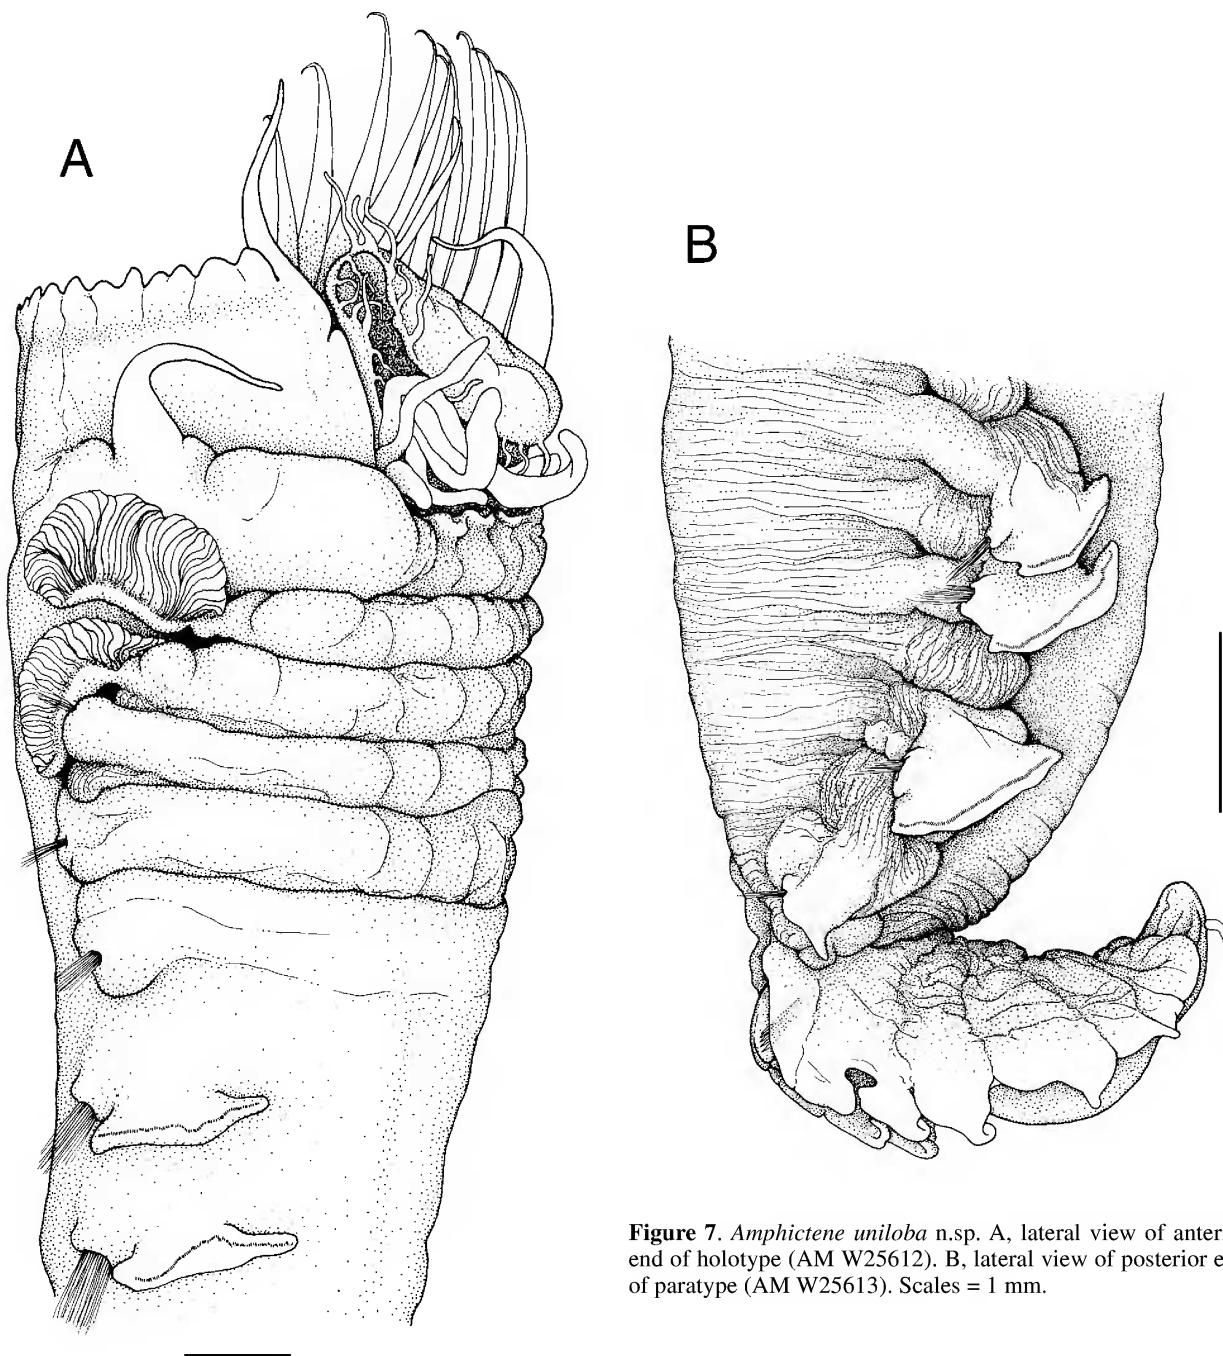 A
B
Figure 7. Amphictene uniloba n.sp. A, lateral view of anter
end of holotype (AM W25612). B, lateral view of posterior e
of paratype (AM W25613). Scales = 1 mm.